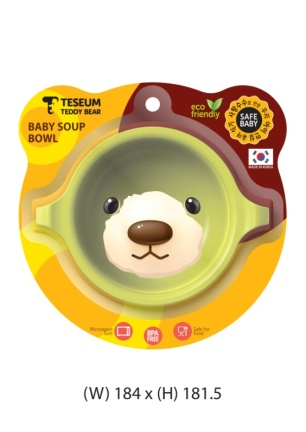 TESEUM
TEDDY BEAR
BABY SOUP
BOWL
eco
friendly
SAFE
BABY
MADE IN KOREA
Microwave
Safe
BPA
FREE
Safe for
Food
(W) 184 x (H) 181.5